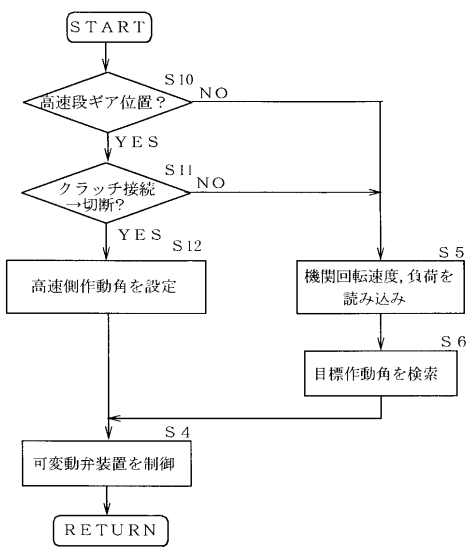 START
S10
高速段ギア位置?
NO
YES
S11
クラッチ接続
→切断?
NO
YES
S12
高速側作動角を設定
S5
機関回転速度,負荷を
読み込み
S6
目標作動角を検索
S4
可変動弁装置を制御
RETURN